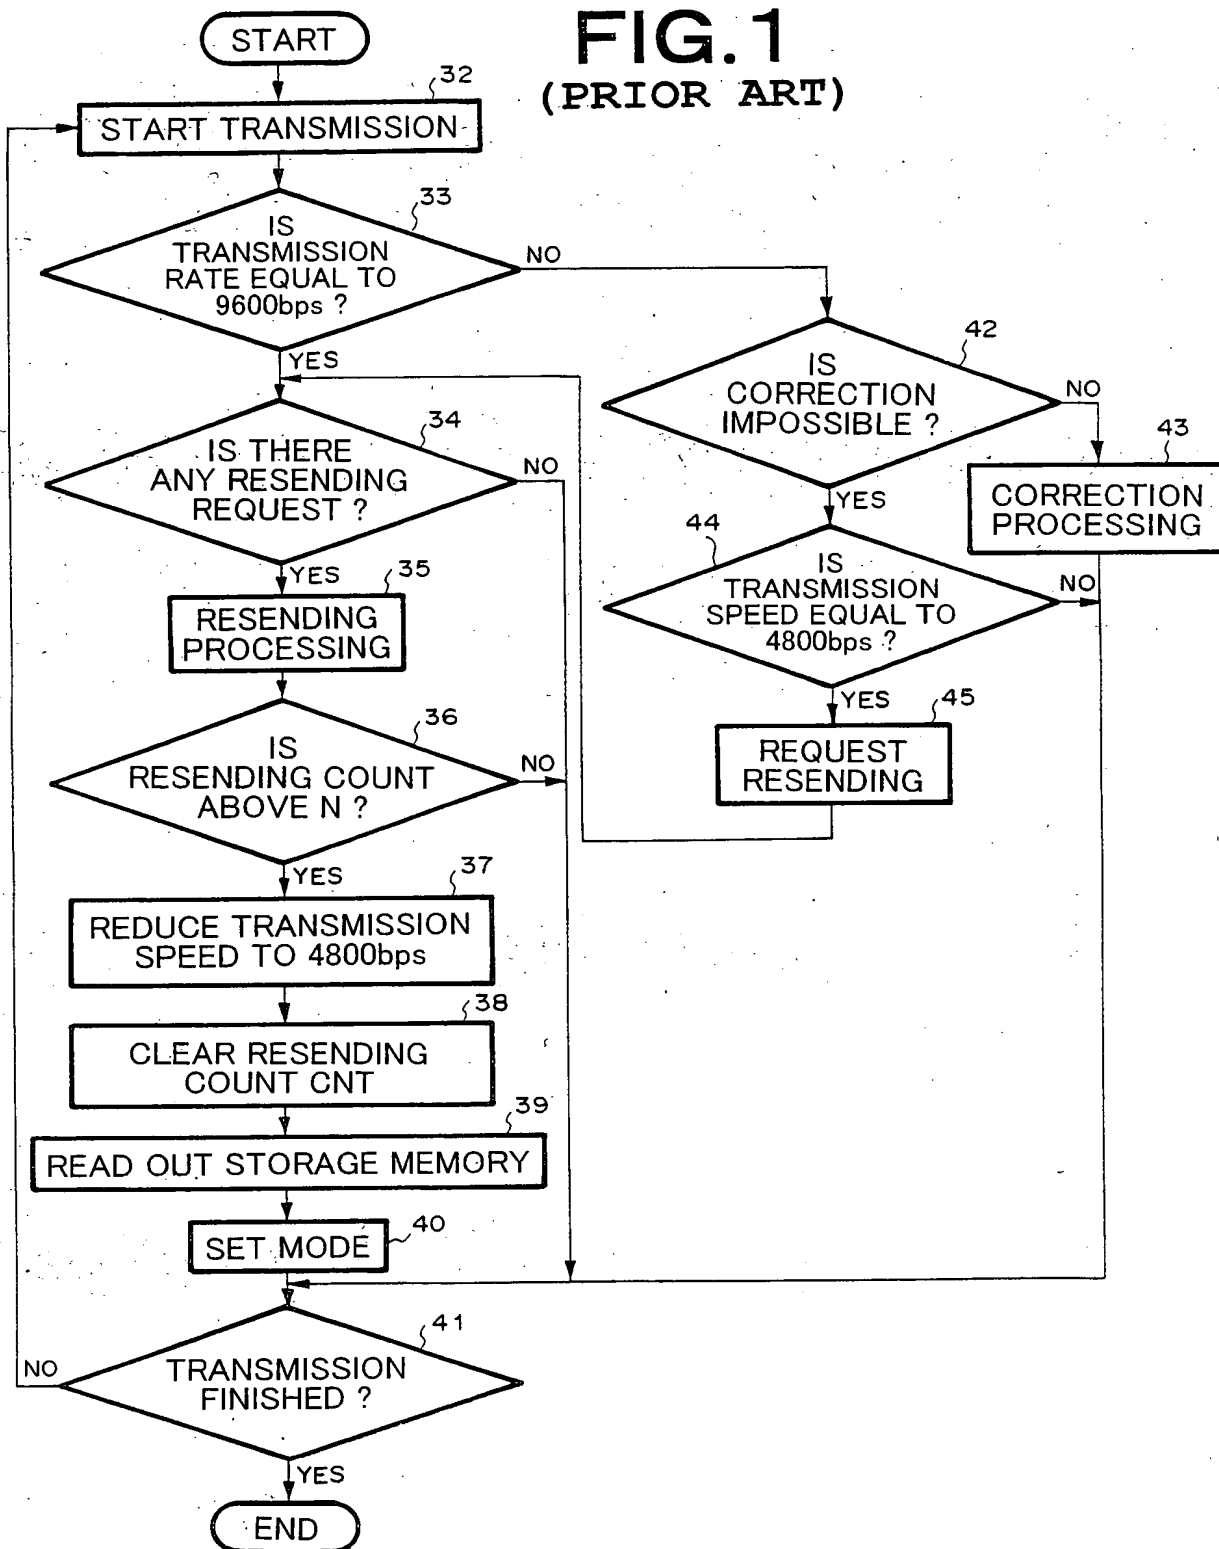 FIG.1
(PRIOR ART)
START
32
START TRANSMISSION
33
IS
TRANSMISSION
RATE EQUAL TO
9600bps ?
NO
YES
42
IS
CORRECTION
IMPOSSIBLE ?
NO
YES
43
CORRECTION
PROCESSING
34
IS THERE
ANY RESENDING
REQUEST ?
NO
YES
44
IS
TRANSMISSION
SPEED EQUAL TO
4800bps ?
NO
YES
35
RESENDING
PROCESSING
45
REQUEST
RESENDING
36
IS
RESENDING COUNT
ABOVE N ?
NO
YES
37
REDUCE TRANSMISSION
SPEED TO 4800bps
38
CLEAR RESENDING
COUNT CNT
39
READ OUT STORAGE MEMORY
40
SET MODE
41
TRANSMISSION
FINISHED ?
NO
YES
END